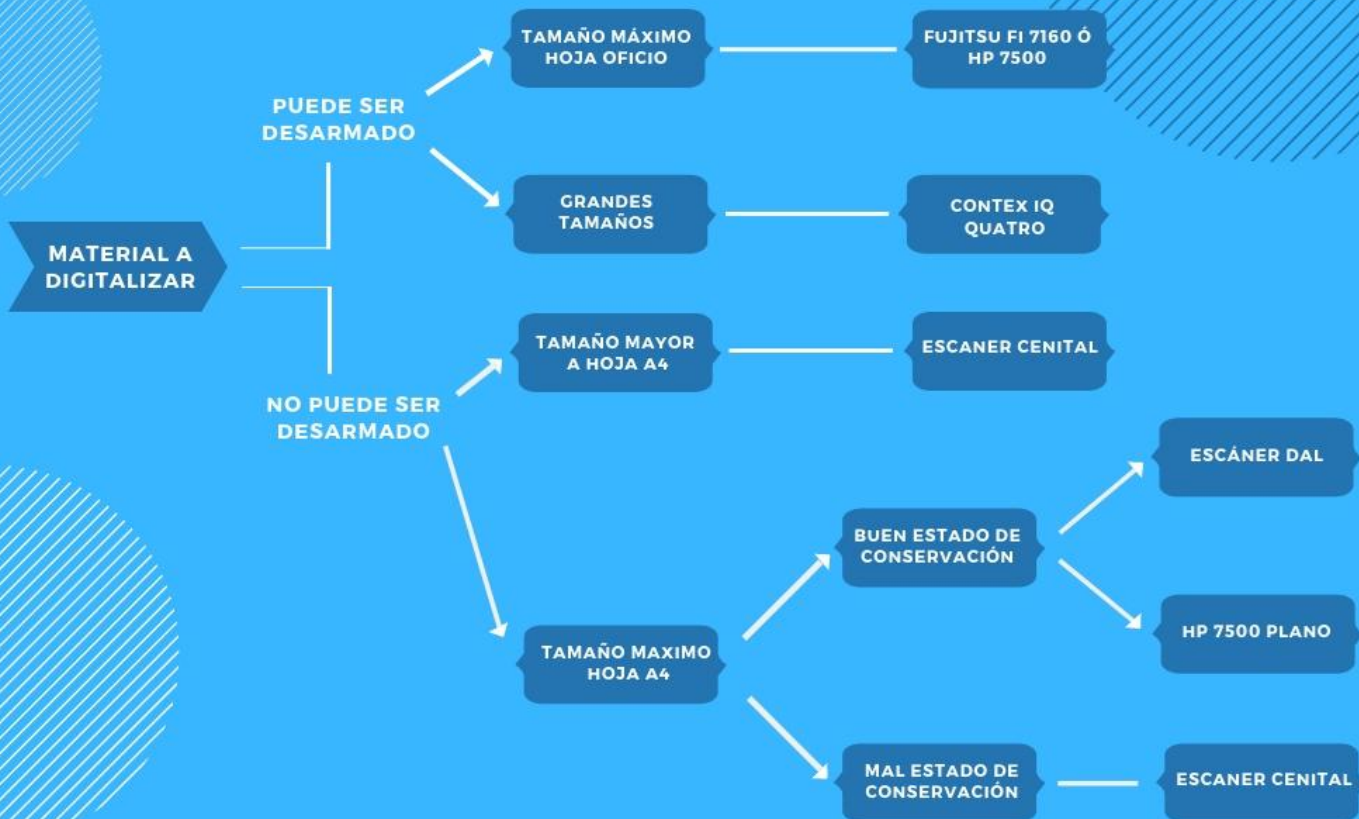 TAMAÑO MÁXIMO
HOJA OFICIO
FUJITSU FI 7160 Ó
HP 7500
PUEDE SER
DESARMADO
GRANDES
TAMAÑOS
CONTEX IQ
QUATRO
MATERIAL A
DIGITALIZAR
TAMAÑO MAYOR
A HOJA A4
ESCANER CENITAL
NO PUEDE SER
DESARMADO
ESCÁNER DAL
BUEN ESTADO DE
CONSERVACIÓN
HP 7500 PLANO
TAMAÑO MAXIMO
HOJA A4
MAL ESTADO DE
CONSERVACIÓN
ESCANER CENITAL